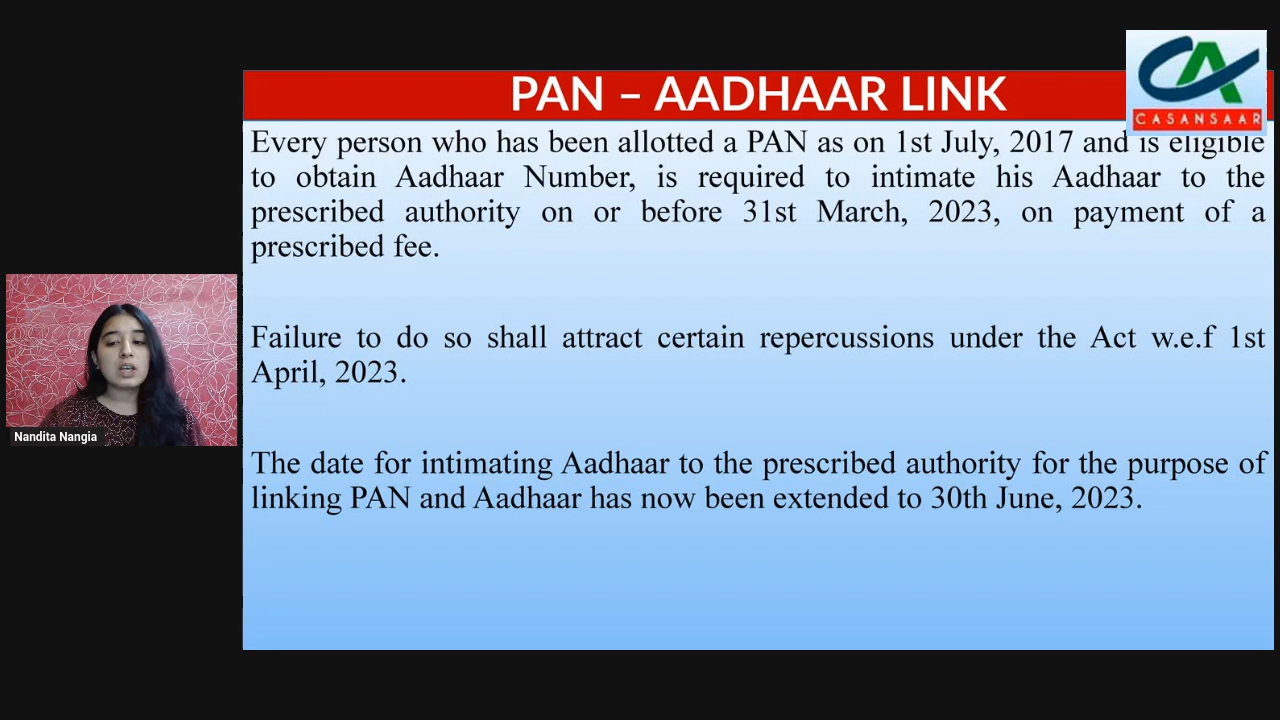 PAN – AADHAAR LINK
CASANSAAR
Every person who has been allotted a PAN as on 1st July, 2017 and is eligible
to obtain Aadhaar Number, is required to intimate his Aadhaar to the
prescribed authority on or before 31st March, 2023, on payment of a
prescribed fee.
Failure to do so shall attract certain repercussions under the Act w.e.f 1st
April, 2023.
The date for intimating Aadhaar to the prescribed authority for the purpose of
linking PAN and Aadhaar has now been extended to 30th June, 2023.
Nandita Nangia